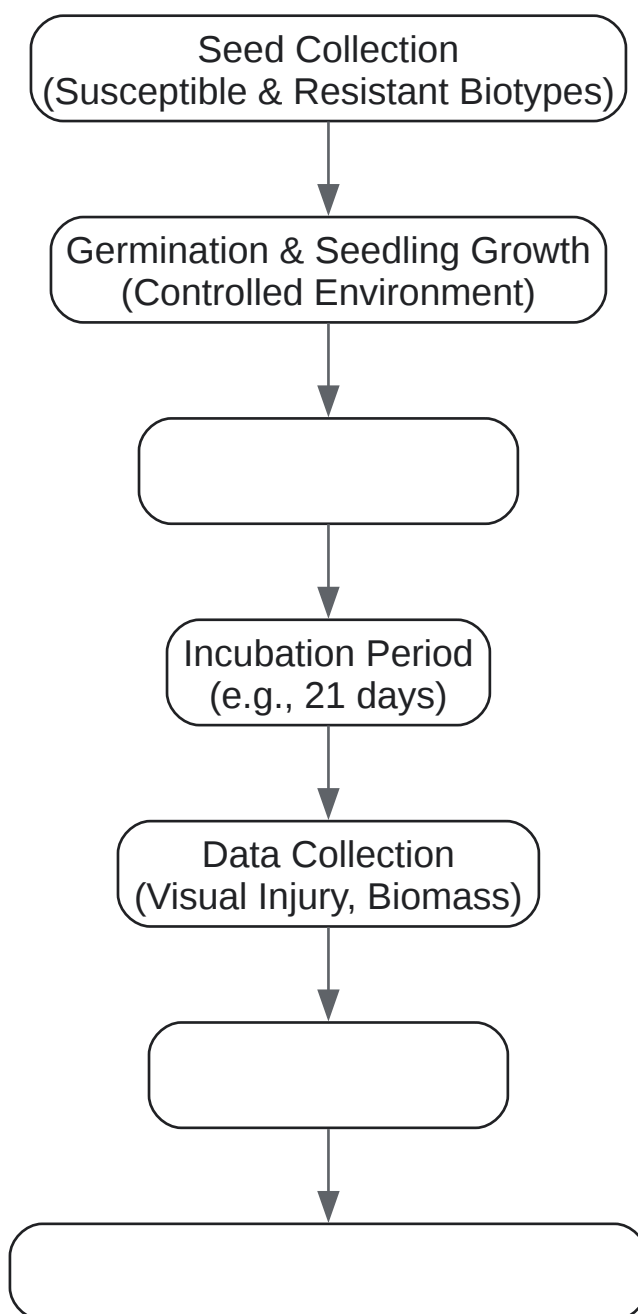 Seed Collection
(Susceptible & Resistant Biotypes)
Germination & Seedling Growth
(Controlled Environment)
Incubation Period
(e.g., 21 days)
Data Collection
(Visual Injury, Biomass)